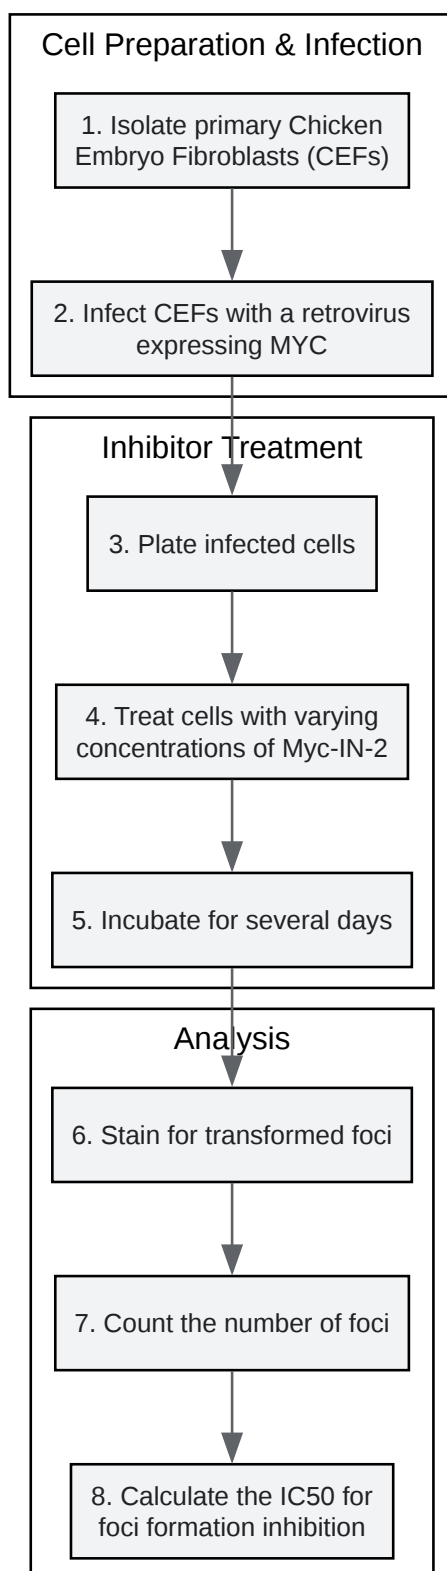 Cell Preparation & Infection
1. Isolate primary Chicken
Embryo Fibroblasts (CEFs)
2. Infect CEFs with a retrovirus
expressing MYC
Inhibitor Treatment
3. Plate infected cells
4. Treat cells with varying
concentrations of Myc-IN-2
5. Incubate for several days
Analysis
6. Stain for transformed foci
7. Count the number of foci
8. Calculate the IC50 for
foci formation inhibition